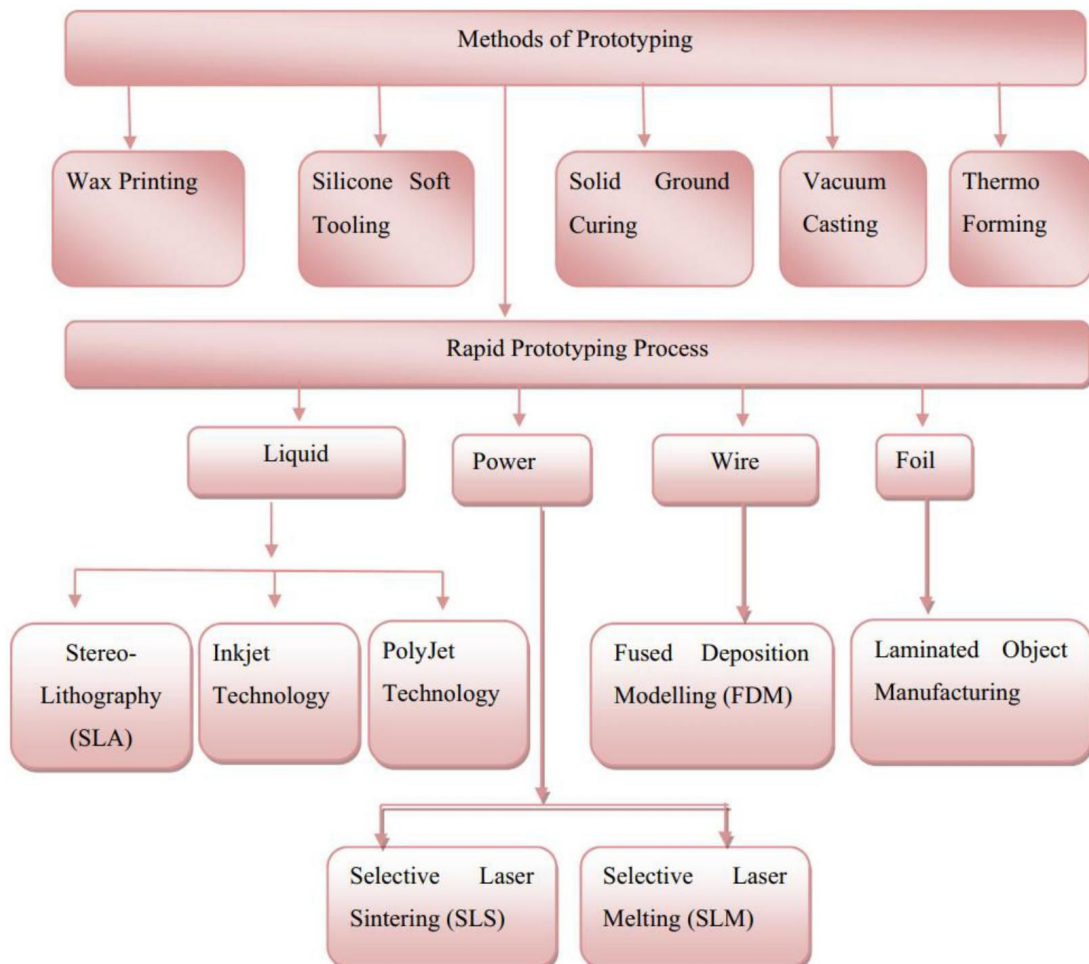 Methods of Prototyping
Wax Printing
Silicone Soft
Tooling
Solid Ground
Curing
Vacuum
Casting
Thermo
Forming
Rapid Prototyping Process
Liquid
Power
Wire
Foil
Stereo-
Lithography
(SLA)
Inkjet
Technology
PolyJet
Technology
Fused Deposition
Modelling (FDM)
Laminated Object
Manufacturing
Selective Laser
Sintering (SLS)
Selective Laser
Melting (SLM)